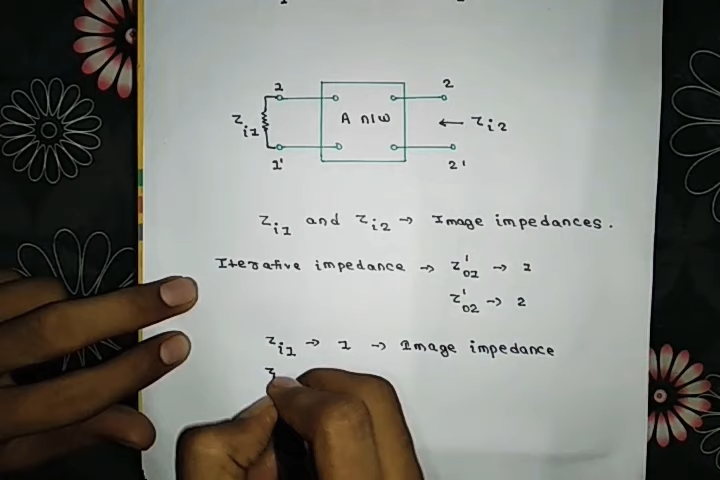 1 2
A n/w
Zi1 ← Zi2
1' 2'
Zi1 and Zi2 → Image impedances.
Iterative impedance → Z'01 → 1
Z'02 → 2
Zi1 → 1 → Image impedance
Z